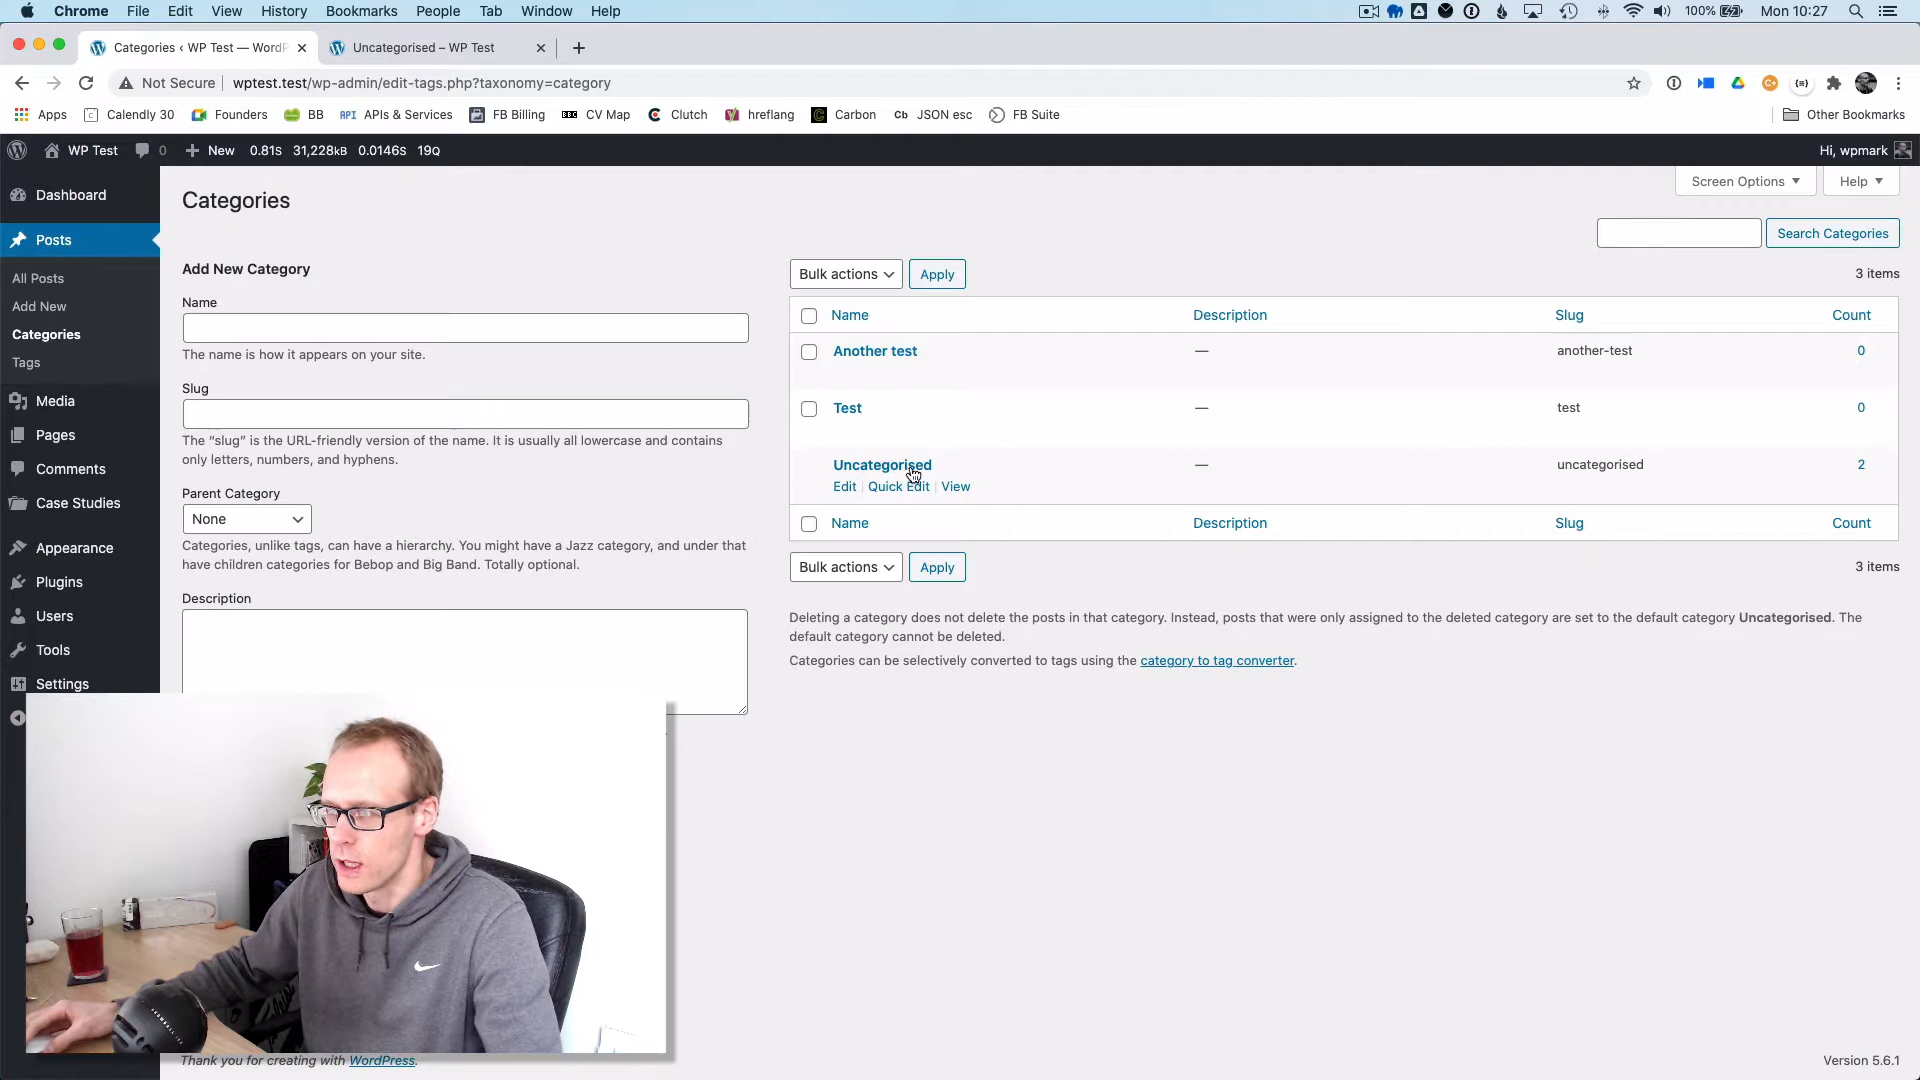 Chrome File Edit View History Bookmarks People Tab Window Help 100% Mon 10:27
Categories ‹ WP Test — WordP Uncategorised – WP Test
Not Secure wptest.test/wp-admin/edit-tags.php?taxonomy=category
Apps Calendly 30 Founders BB API APIs & Services FB Billing BBC CV Map Clutch hreflang Carbon Cb JSON esc FB Suite Other Bookmarks
WP Test 0 New 0.81S 31,228KB 0.0146S 19Q Hi, wpmark
Screen Options Help
Dashboard
Posts
All Posts
Add New
Categories
Tags
Media
Pages
Comments
Case Studies
Appearance
Plugins
Users
Tools
Settings
Categories
Add New Category
Name
The name is how it appears on your site.
Slug
The “slug” is the URL-friendly version of the name. It is usually all lowercase and contains
only letters, numbers, and hyphens.
Parent Category
None
Categories, unlike tags, can have a hierarchy. You might have a Jazz category, and under that
have children categories for Bebop and Big Band. Totally optional.
Description
Search Categories
Bulk actions Apply 3 items
Name Description Slug Count
Another test — another-test 0
Test — test 0
Uncategorised — uncategorised 2
Edit | Quick Edit | View
Name Description Slug Count
Bulk actions Apply 3 items
Deleting a category does not delete the posts in that category. Instead, posts that were only assigned to the deleted category are set to the default category Uncategorised. The
default category cannot be deleted.
Categories can be selectively converted to tags using the category to tag converter.
Thank you for creating with WordPress. Version 5.6.1